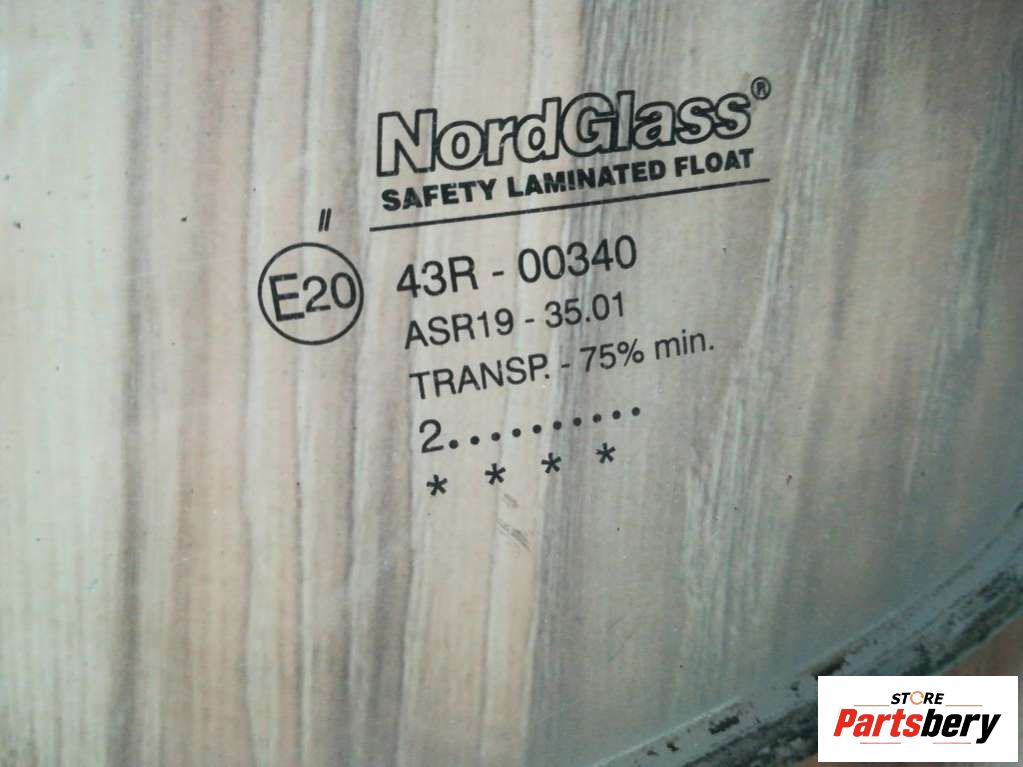 NordGlass®
SAFETY LAMINATED FLOAT
II
E20
43R - 00340
ASR19 - 35.01
TRANSP. - 75% min.
2..........
* * * *
STORE
Partsbery